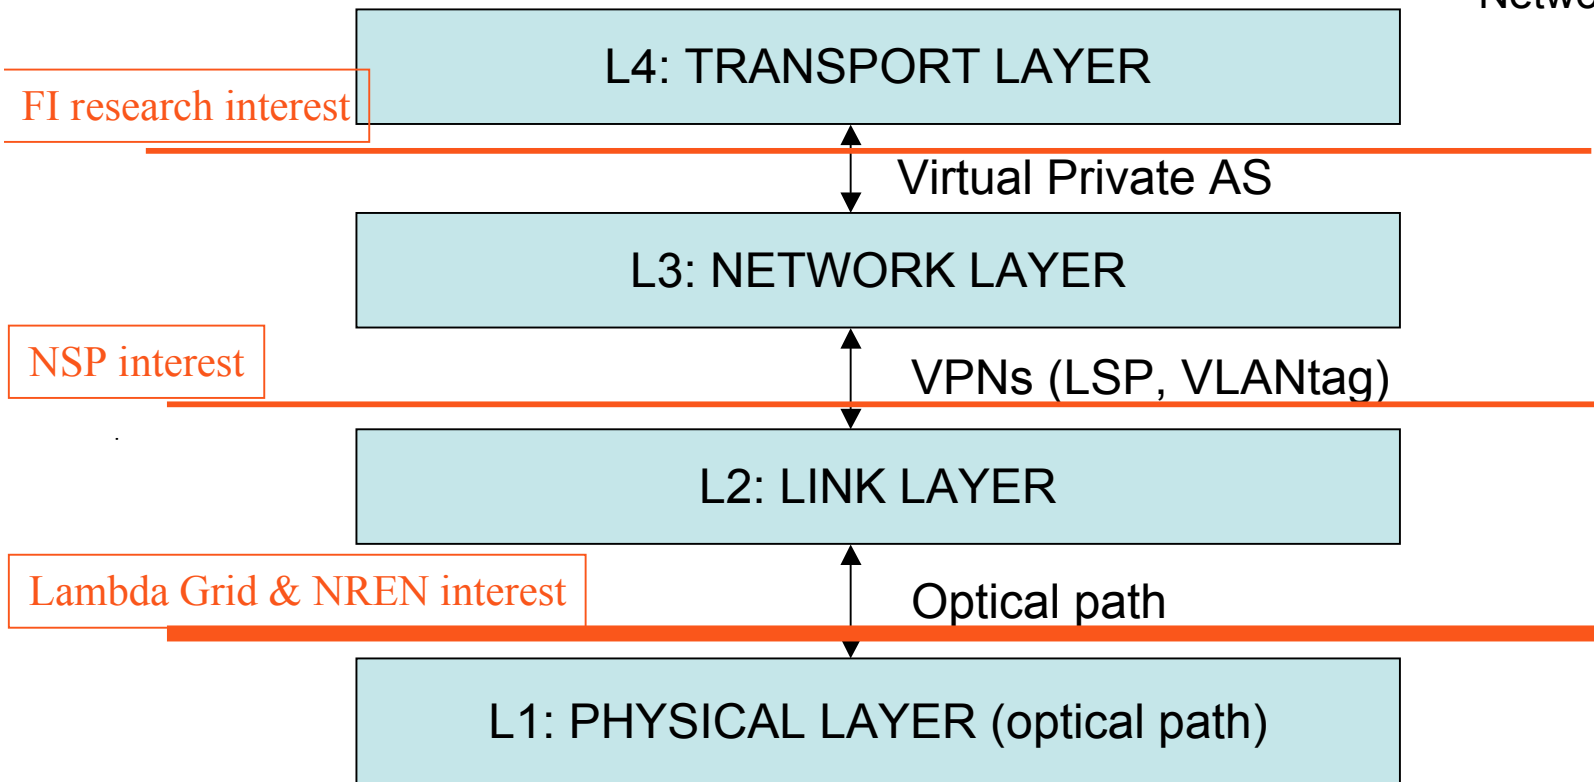 L4: TRANSPORT LAYER
FI research interest
Virtual Private AS
L3: NETWORK LAYER
NSP interest
VPNs (LSP, VLANtag)
L2: LINK LAYER
Lambda Grid & NREN interest
Optical path
L1: PHYSICAL LAYER (optical path)